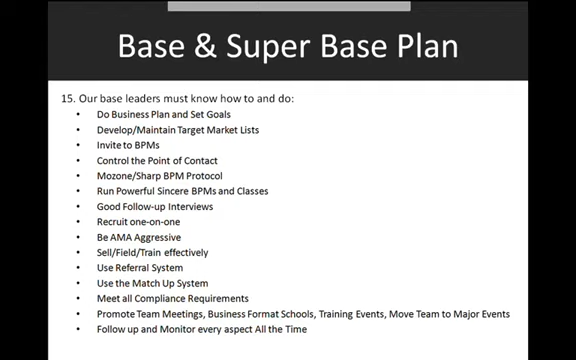 Base & Super Base Plan
15. Our base leaders must know how to and do:
• Do Business Plan and Set Goals
• Develop/Maintain Target Market Lists
• Invite to BPMs
• Control the Point of Contact
• Mozone/Sharp BPM Protocol
• Run Powerful Sincere BPMs and Classes
• Good Follow-up Interviews
• Recruit one-on-one
• Be AMA Aggressive
• Sell/Field/Train effectively
• Use Referral System
• Use the Match Up System
• Meet all Compliance Requirements
• Promote Team Meetings, Business Format Schools, Training Events, Move Team to Major Events
• Follow up and Monitor every aspect All the Time